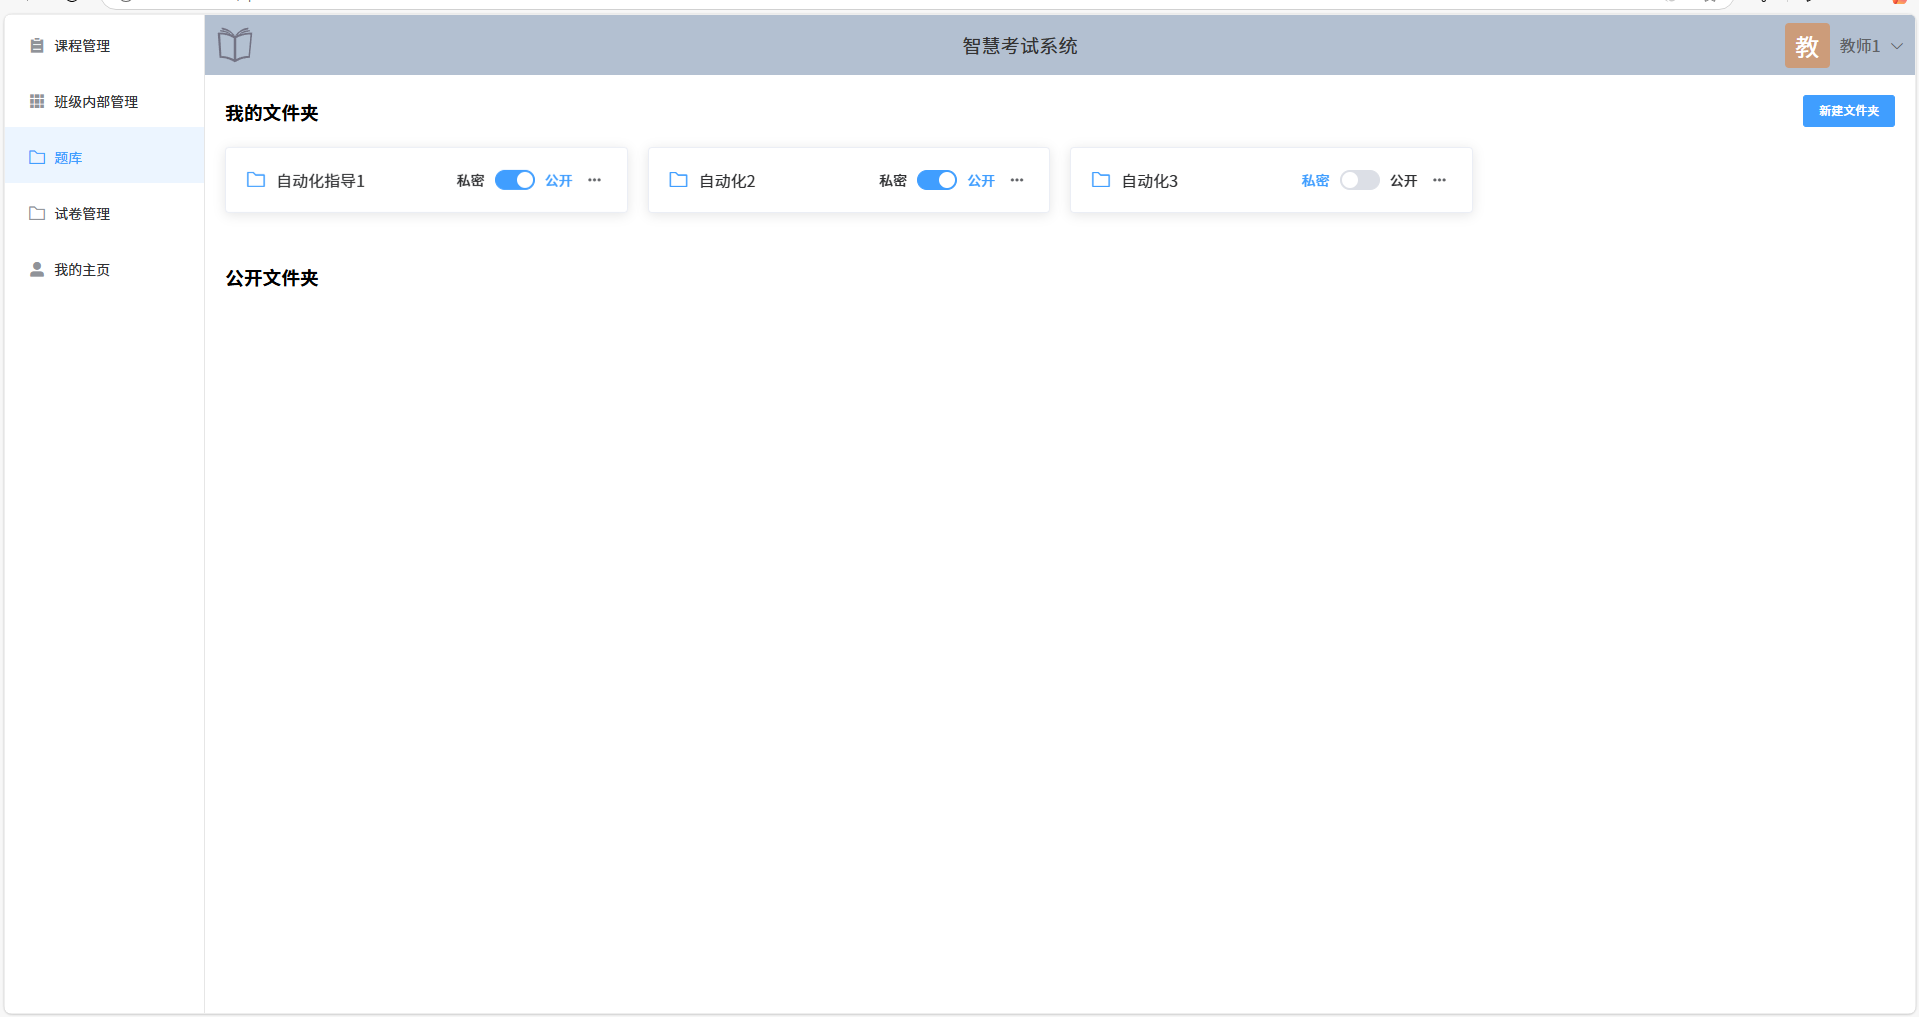 课程管理
班级内部管理
题库
试卷管理
我的主页
智慧考试系统
教 教师1
我的文件夹
新建文件夹
自动化指导1 私密 公开
自动化2 私密 公开
自动化3 私密 公开
公开文件夹